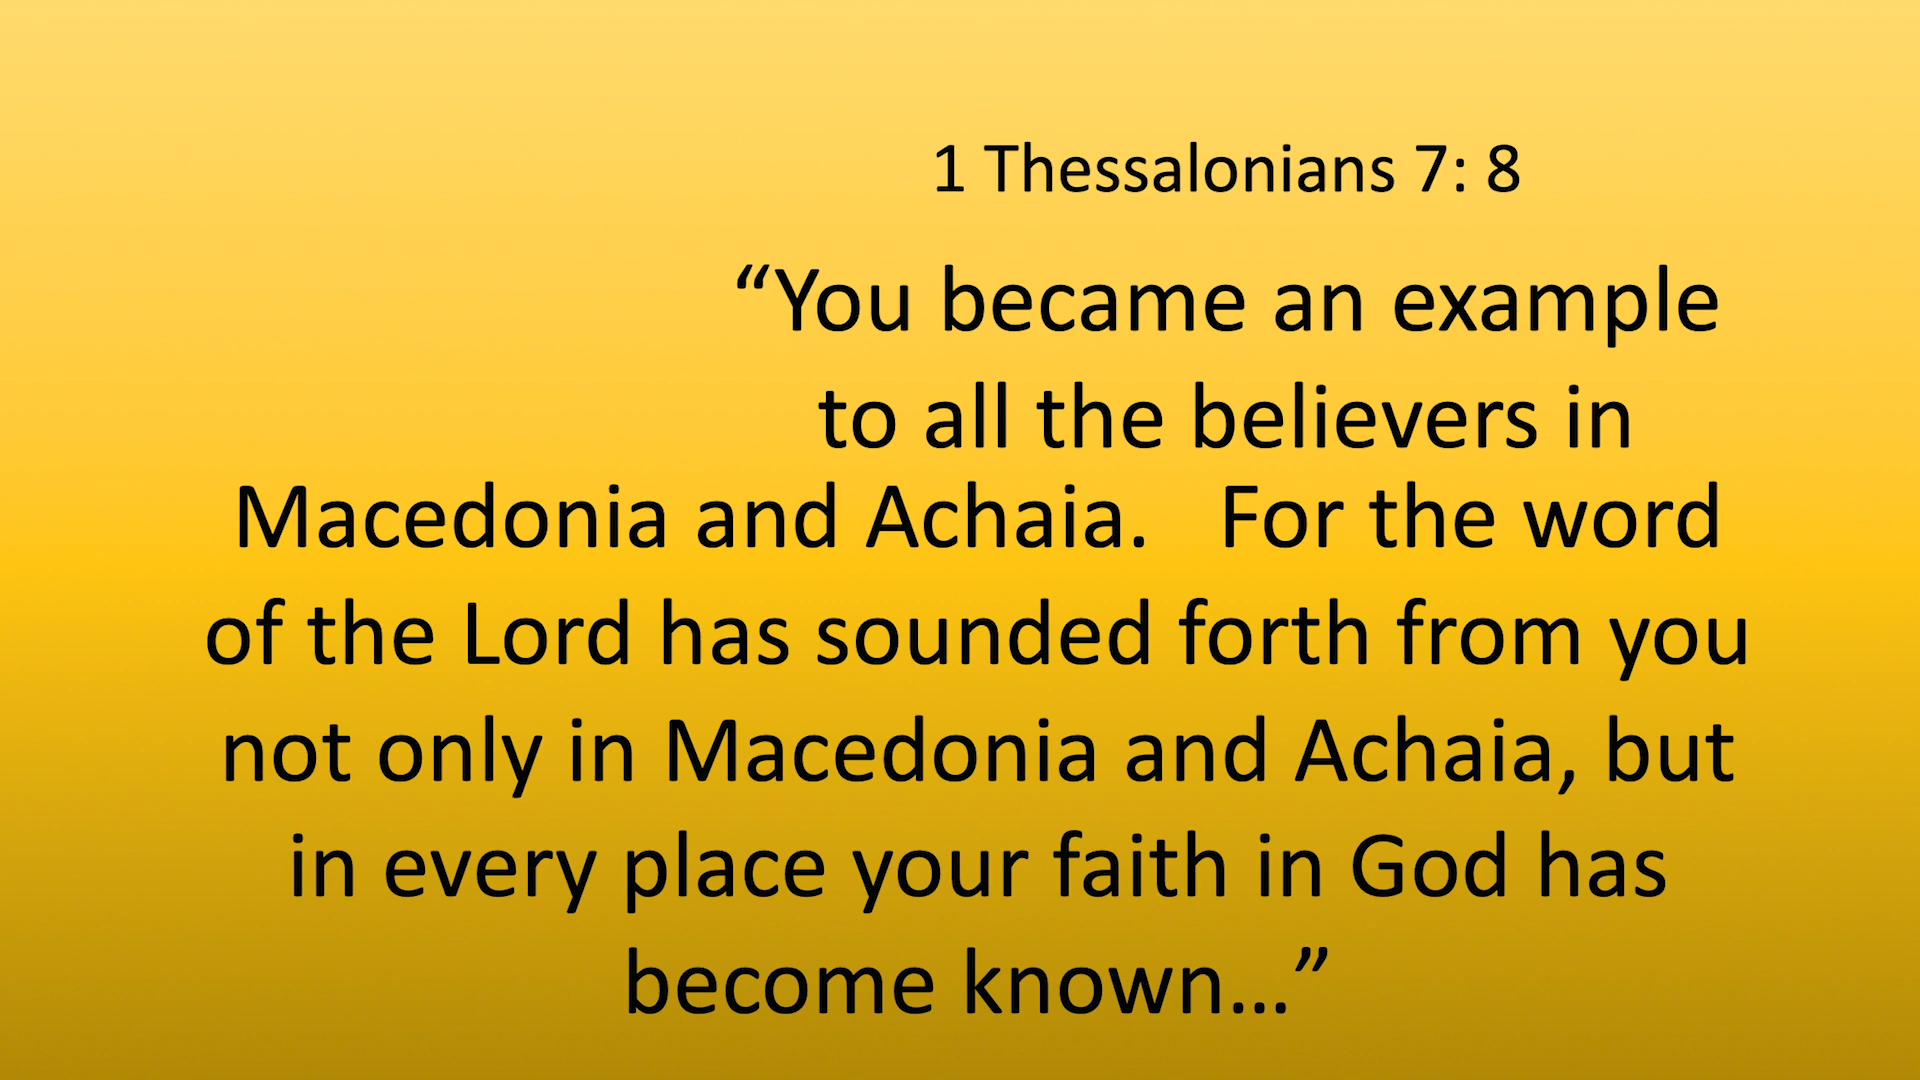 1 Thessalonians 7: 8
“You became an example
to all the believers in
Macedonia and Achaia.   For the word
of the Lord has sounded forth from you
not only in Macedonia and Achaia, but
in every place your faith in God has
become known…”